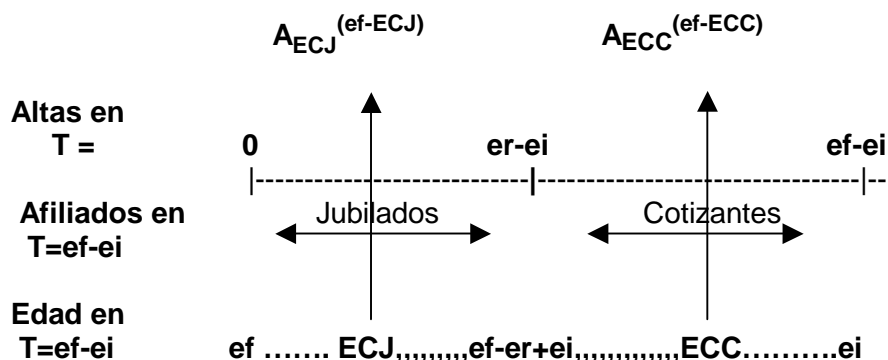 A_ECJ^(ef-ECJ) A_ECC^(ef-ECC)
Altas en
T = 0 er-ei ef-ei
|------------------------------|-----------------------------------|--
Afiliados en Jubilados Cotizantes
T=ef-ei
Edad en
T=ef-ei ef ……. ECJ,,,,,,,,,ef-er+ei,,,,,,,,,,,,,ECC……….ei